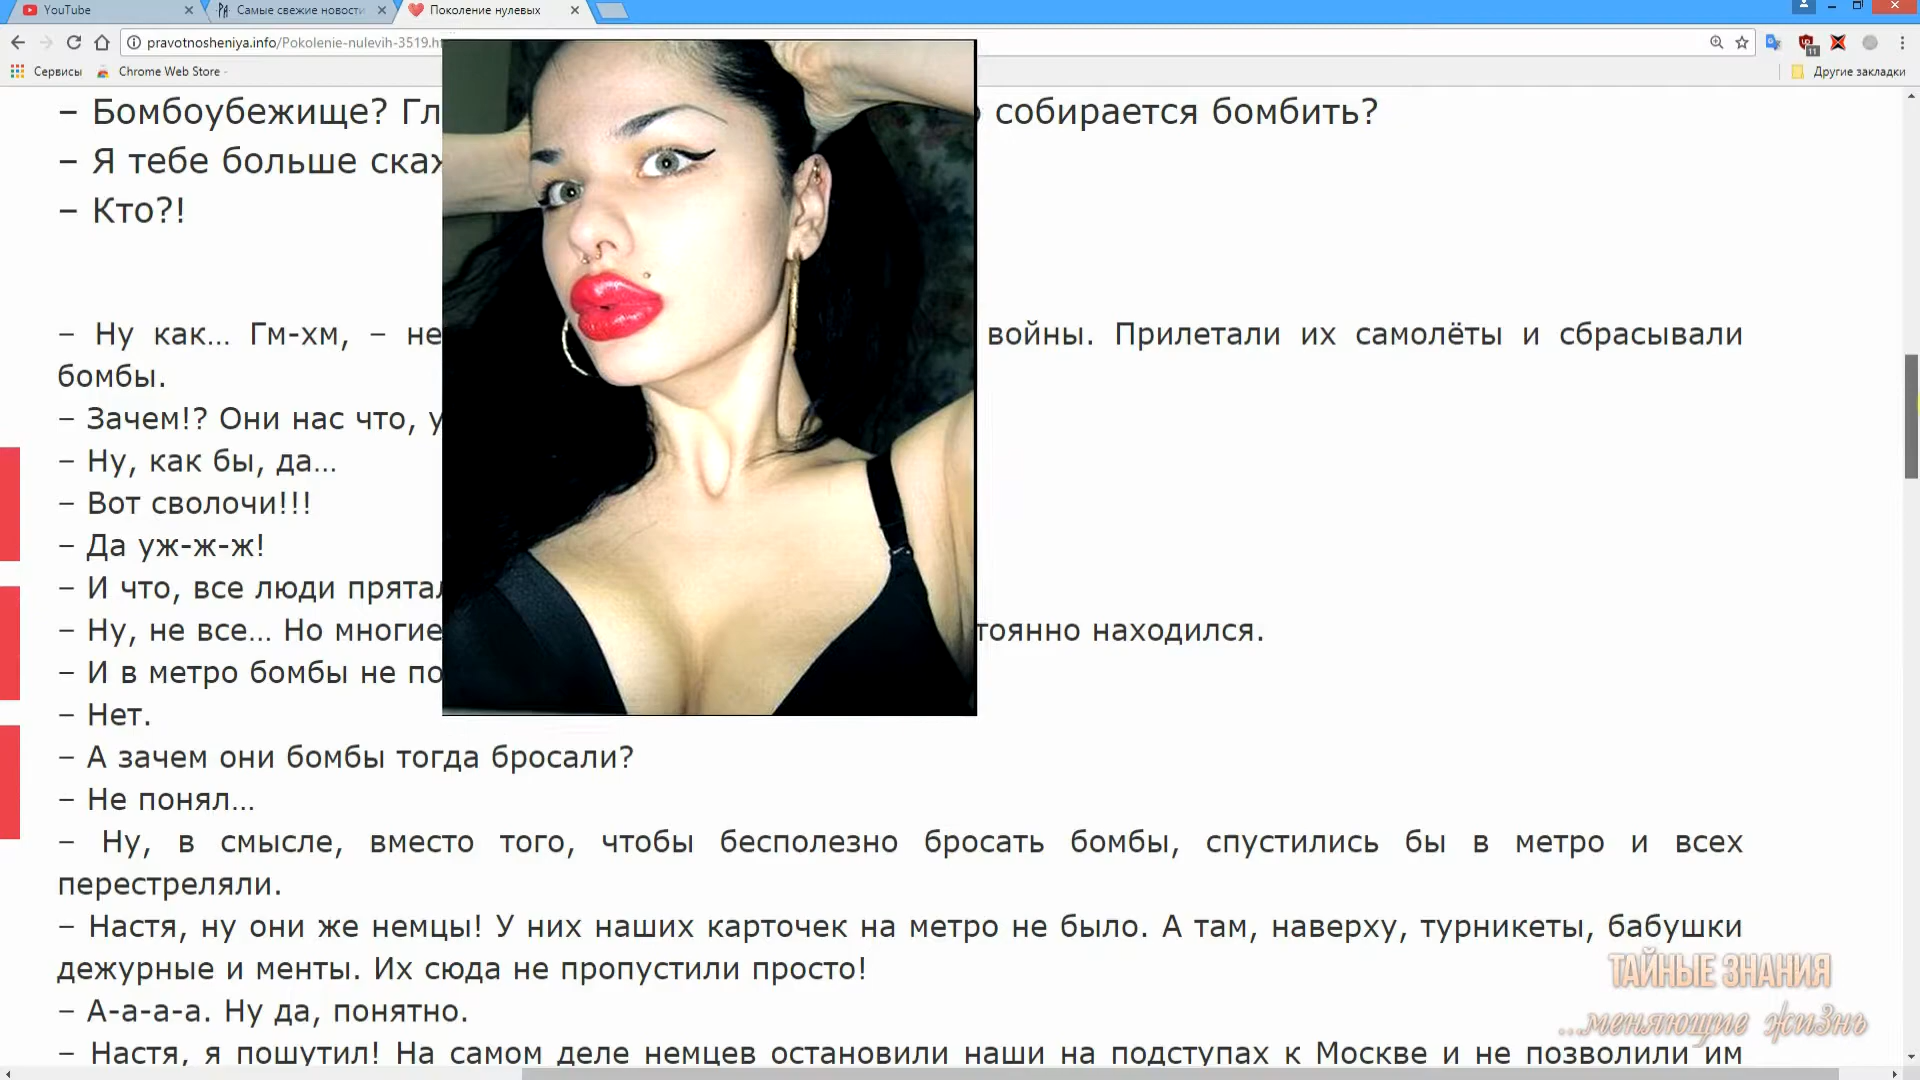 YouTube
Самые свежие новости
Поколение нулевых
pravotnosheniya.info/Pokolenie-nulevih-3519.h
11
Сервисы
Chrome Web Store -
Другие закладки
– Бомбоубежище? Гл собирается бомбить?
– Я тебе больше скаж
– Кто?!
– Ну как... Гм-хм, – не войны. Прилетали их самолёты и сбрасывали
бомбы.
– Зачем!? Они нас что, у
– Ну, как бы, да...
– Вот сволочи!!!
– Да уж-ж-ж!
– И что, все люди прятал
– Ну, не все... Но многие тоянно находился.
– И в метро бомбы не по
– Нет.
– А зачем они бомбы тогда бросали?
– Не понял...
– Ну, в смысле, вместо того, чтобы бесполезно бросать бомбы, спустились бы в метро и всех
перестреляли.
– Настя, ну они же немцы! У них наших карточек на метро не было. А там, наверху, турникеты, бабушки
дежурные и менты. Их сюда не пропустили просто!
– А-а-а-а. Ну да, понятно.
– Настя, я пошутил! На самом деле немцев остановили наши на подступах к Москве и не позволили им
ТАЙНЫЕ ЗНАНИЯ
...меняющие жиЗнь